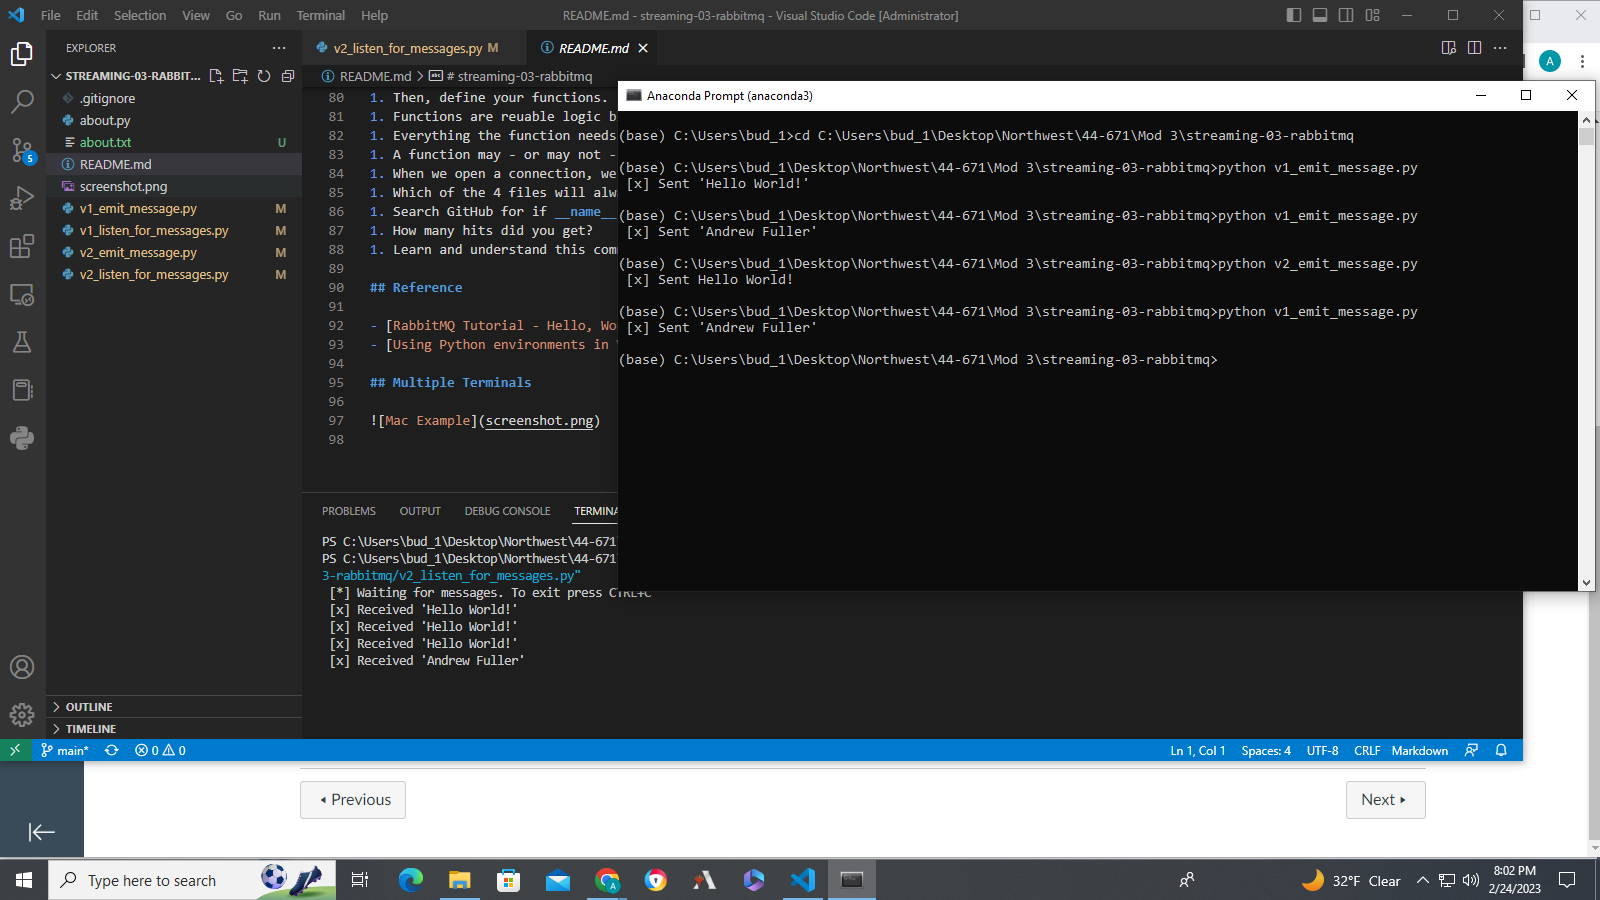 File Edit Selection View Go Run Terminal Help
README.md - streaming-03-rabbitmq - Visual Studio Code [Administrator]
EXPLORER
STREAMING-03-RABBIT...
.gitignore
about.py
about.txt U
README.md
screenshot.png
v1_emit_message.py M
v1_listen_for_messages.py M
v2_emit_message.py M
v2_listen_for_messages.py M
OUTLINE
TIMELINE
5
v2_listen_for_messages.py M
README.md
README.md > # streaming-03-rabbitmq
80 1. Then, define your functions.
81 1. Functions are reuable logic b
82 1. Everything the function needs
83 1. A function may - or may not -
84 1. When we open a connection, we
85 1. Which of the 4 files will alw
86 1. Search GitHub for if __name__
87 1. How many hits did you get?
88 1. Learn and understand this com
89
90 ## Reference
91
92 - [RabbitMQ Tutorial - Hello, Wo
93 - [Using Python environments in
94
95 ## Multiple Terminals
96
97 ![Mac Example](screenshot.png)
98
PROBLEMS OUTPUT DEBUG CONSOLE TERMINA
PS C:\Users\bud_1\Desktop\Northwest\44-671
PS C:\Users\bud_1\Desktop\Northwest\44-671
3-rabbitmq/v2_listen_for_messages.py"
[*] Waiting for messages. To exit press CTRL+C
[x] Received 'Hello World!'
[x] Received 'Hello World!'
[x] Received 'Hello World!'
[x] Received 'Andrew Fuller'
Anaconda Prompt (anaconda3)
(base) C:\Users\bud_1>cd C:\Users\bud_1\Desktop\Northwest\44-671\Mod 3\streaming-03-rabbitmq
(base) C:\Users\bud_1\Desktop\Northwest\44-671\Mod 3\streaming-03-rabbitmq>python v1_emit_message.py
[x] Sent 'Hello World!'
(base) C:\Users\bud_1\Desktop\Northwest\44-671\Mod 3\streaming-03-rabbitmq>python v1_emit_message.py
[x] Sent 'Andrew Fuller'
(base) C:\Users\bud_1\Desktop\Northwest\44-671\Mod 3\streaming-03-rabbitmq>python v2_emit_message.py
[x] Sent Hello World!
(base) C:\Users\bud_1\Desktop\Northwest\44-671\Mod 3\streaming-03-rabbitmq>python v1_emit_message.py
[x] Sent 'Andrew Fuller'
(base) C:\Users\bud_1\Desktop\Northwest\44-671\Mod 3\streaming-03-rabbitmq>
A
main* 0 0
Ln 1, Col 1 Spaces: 4 UTF-8 CRLF Markdown
Previous
Next
Type here to search
A
32°F Clear
8:02 PM
2/24/2023